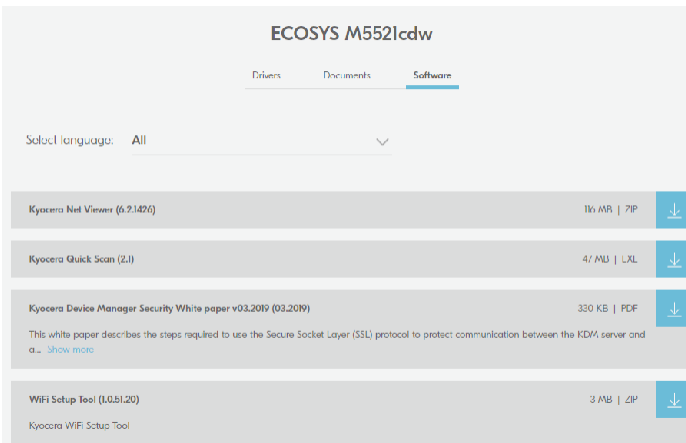 ECOSYS M5521cdw
Drivers Documents Software
Select language: All
Kyocera Net Viewer (6.2.1426) 116 MB | ZIP
Kyocera Quick Scan (2.1) 47 MB | EXE
Kyocera Device Manager Security White paper v03.2019 (03.2019) 330 KB | PDF
This white paper describes the steps required to use the Secure Socket Layer (SSL) protocol to protect communication between the KDM server and
a... Show more
WiFi Setup Tool (1.0.51.20) 3 MB | ZIP
Kyocera WiFi Setup Tool